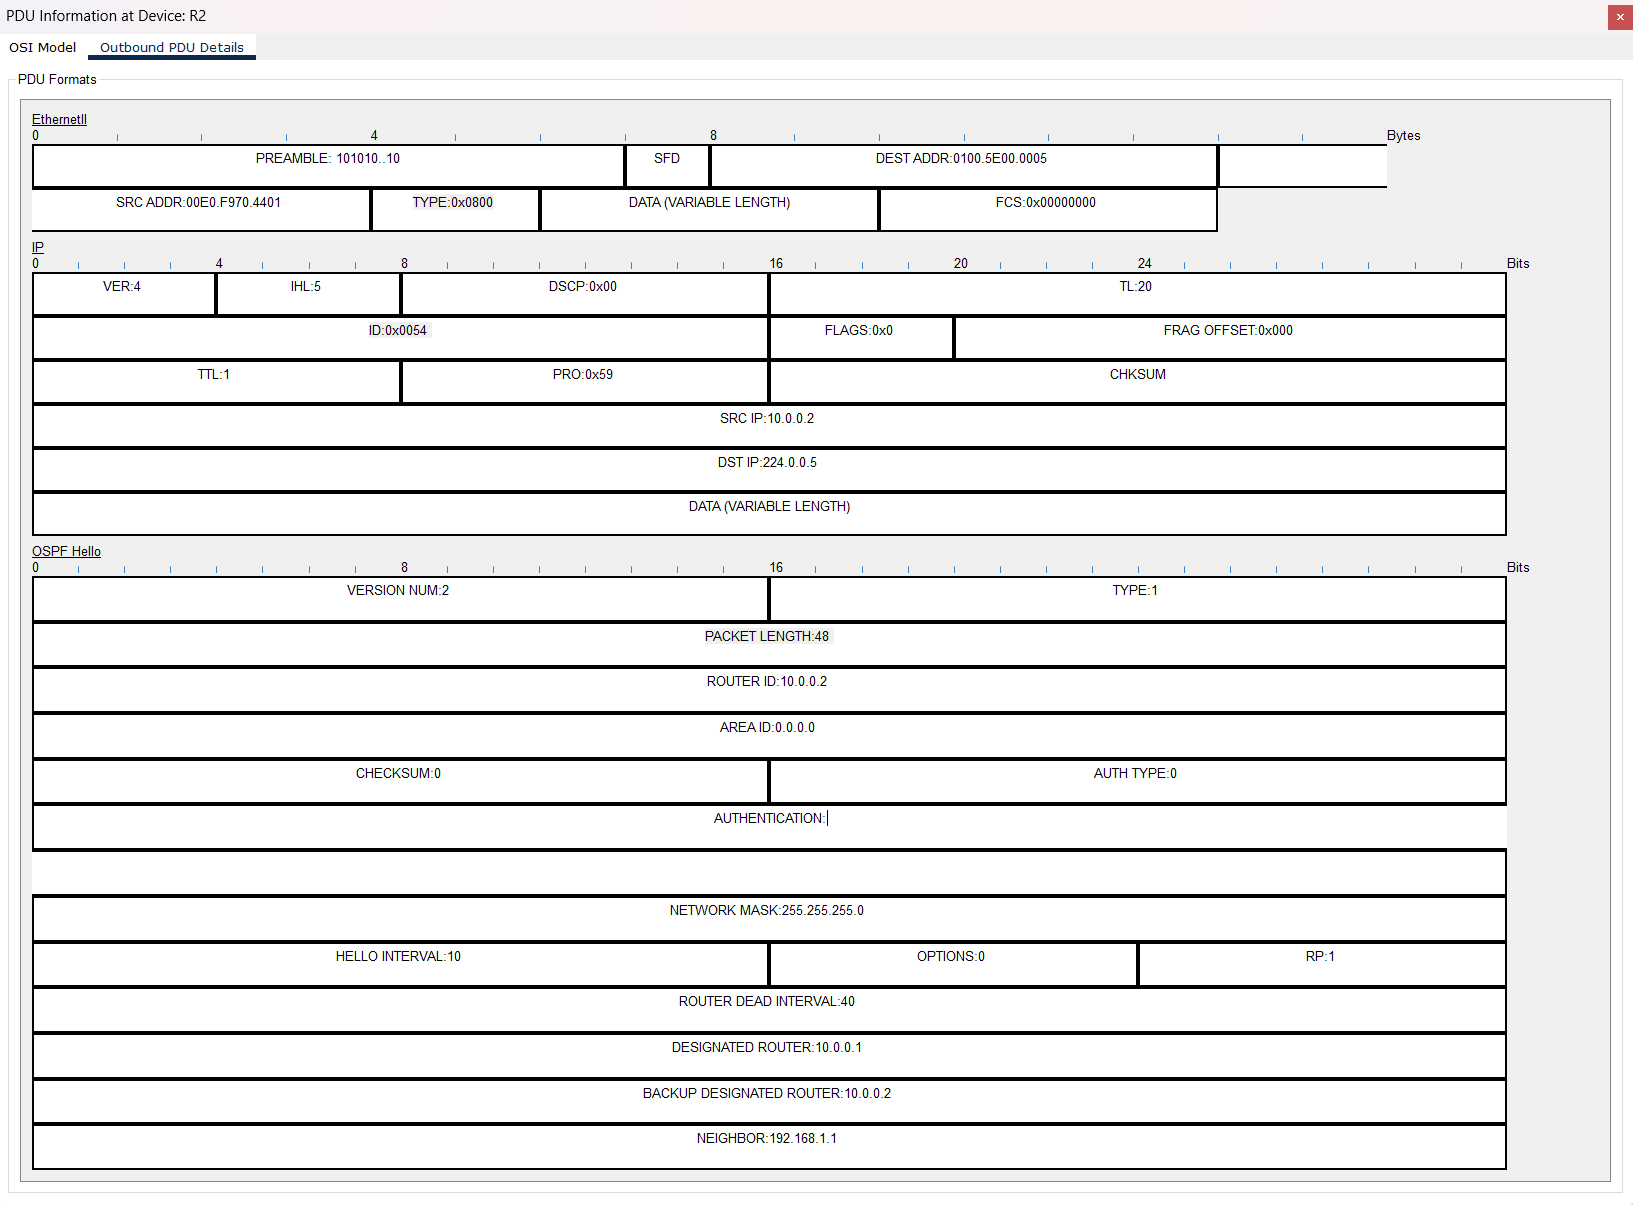 PDU Information at Device: R2
×
OSI Model Outbound PDU Details
PDU Formats
EthernetII
0 4 8 Bytes
PREAMBLE: 101010..10 SFD DEST ADDR:0100.5E00.0005
SRC ADDR:00E0.F970.4401 TYPE:0x0800 DATA (VARIABLE LENGTH) FCS:0x00000000
IP
0 4 8 16 20 24 Bits
VER:4 IHL:5 DSCP:0x00 TL:20
ID:0x0054 FLAGS:0x0 FRAG OFFSET:0x000
TTL:1 PRO:0x59 CHKSUM
SRC IP:10.0.0.2
DST IP:224.0.0.5
DATA (VARIABLE LENGTH)
OSPF Hello
0 8 16 Bits
VERSION NUM:2 TYPE:1
PACKET LENGTH:48
ROUTER ID:10.0.0.2
AREA ID:0.0.0.0
CHECKSUM:0 AUTH TYPE:0
AUTHENTICATION:
NETWORK MASK:255.255.255.0
HELLO INTERVAL:10 OPTIONS:0 RP:1
ROUTER DEAD INTERVAL:40
DESIGNATED ROUTER:10.0.0.1
BACKUP DESIGNATED ROUTER:10.0.0.2
NEIGHBOR:192.168.1.1